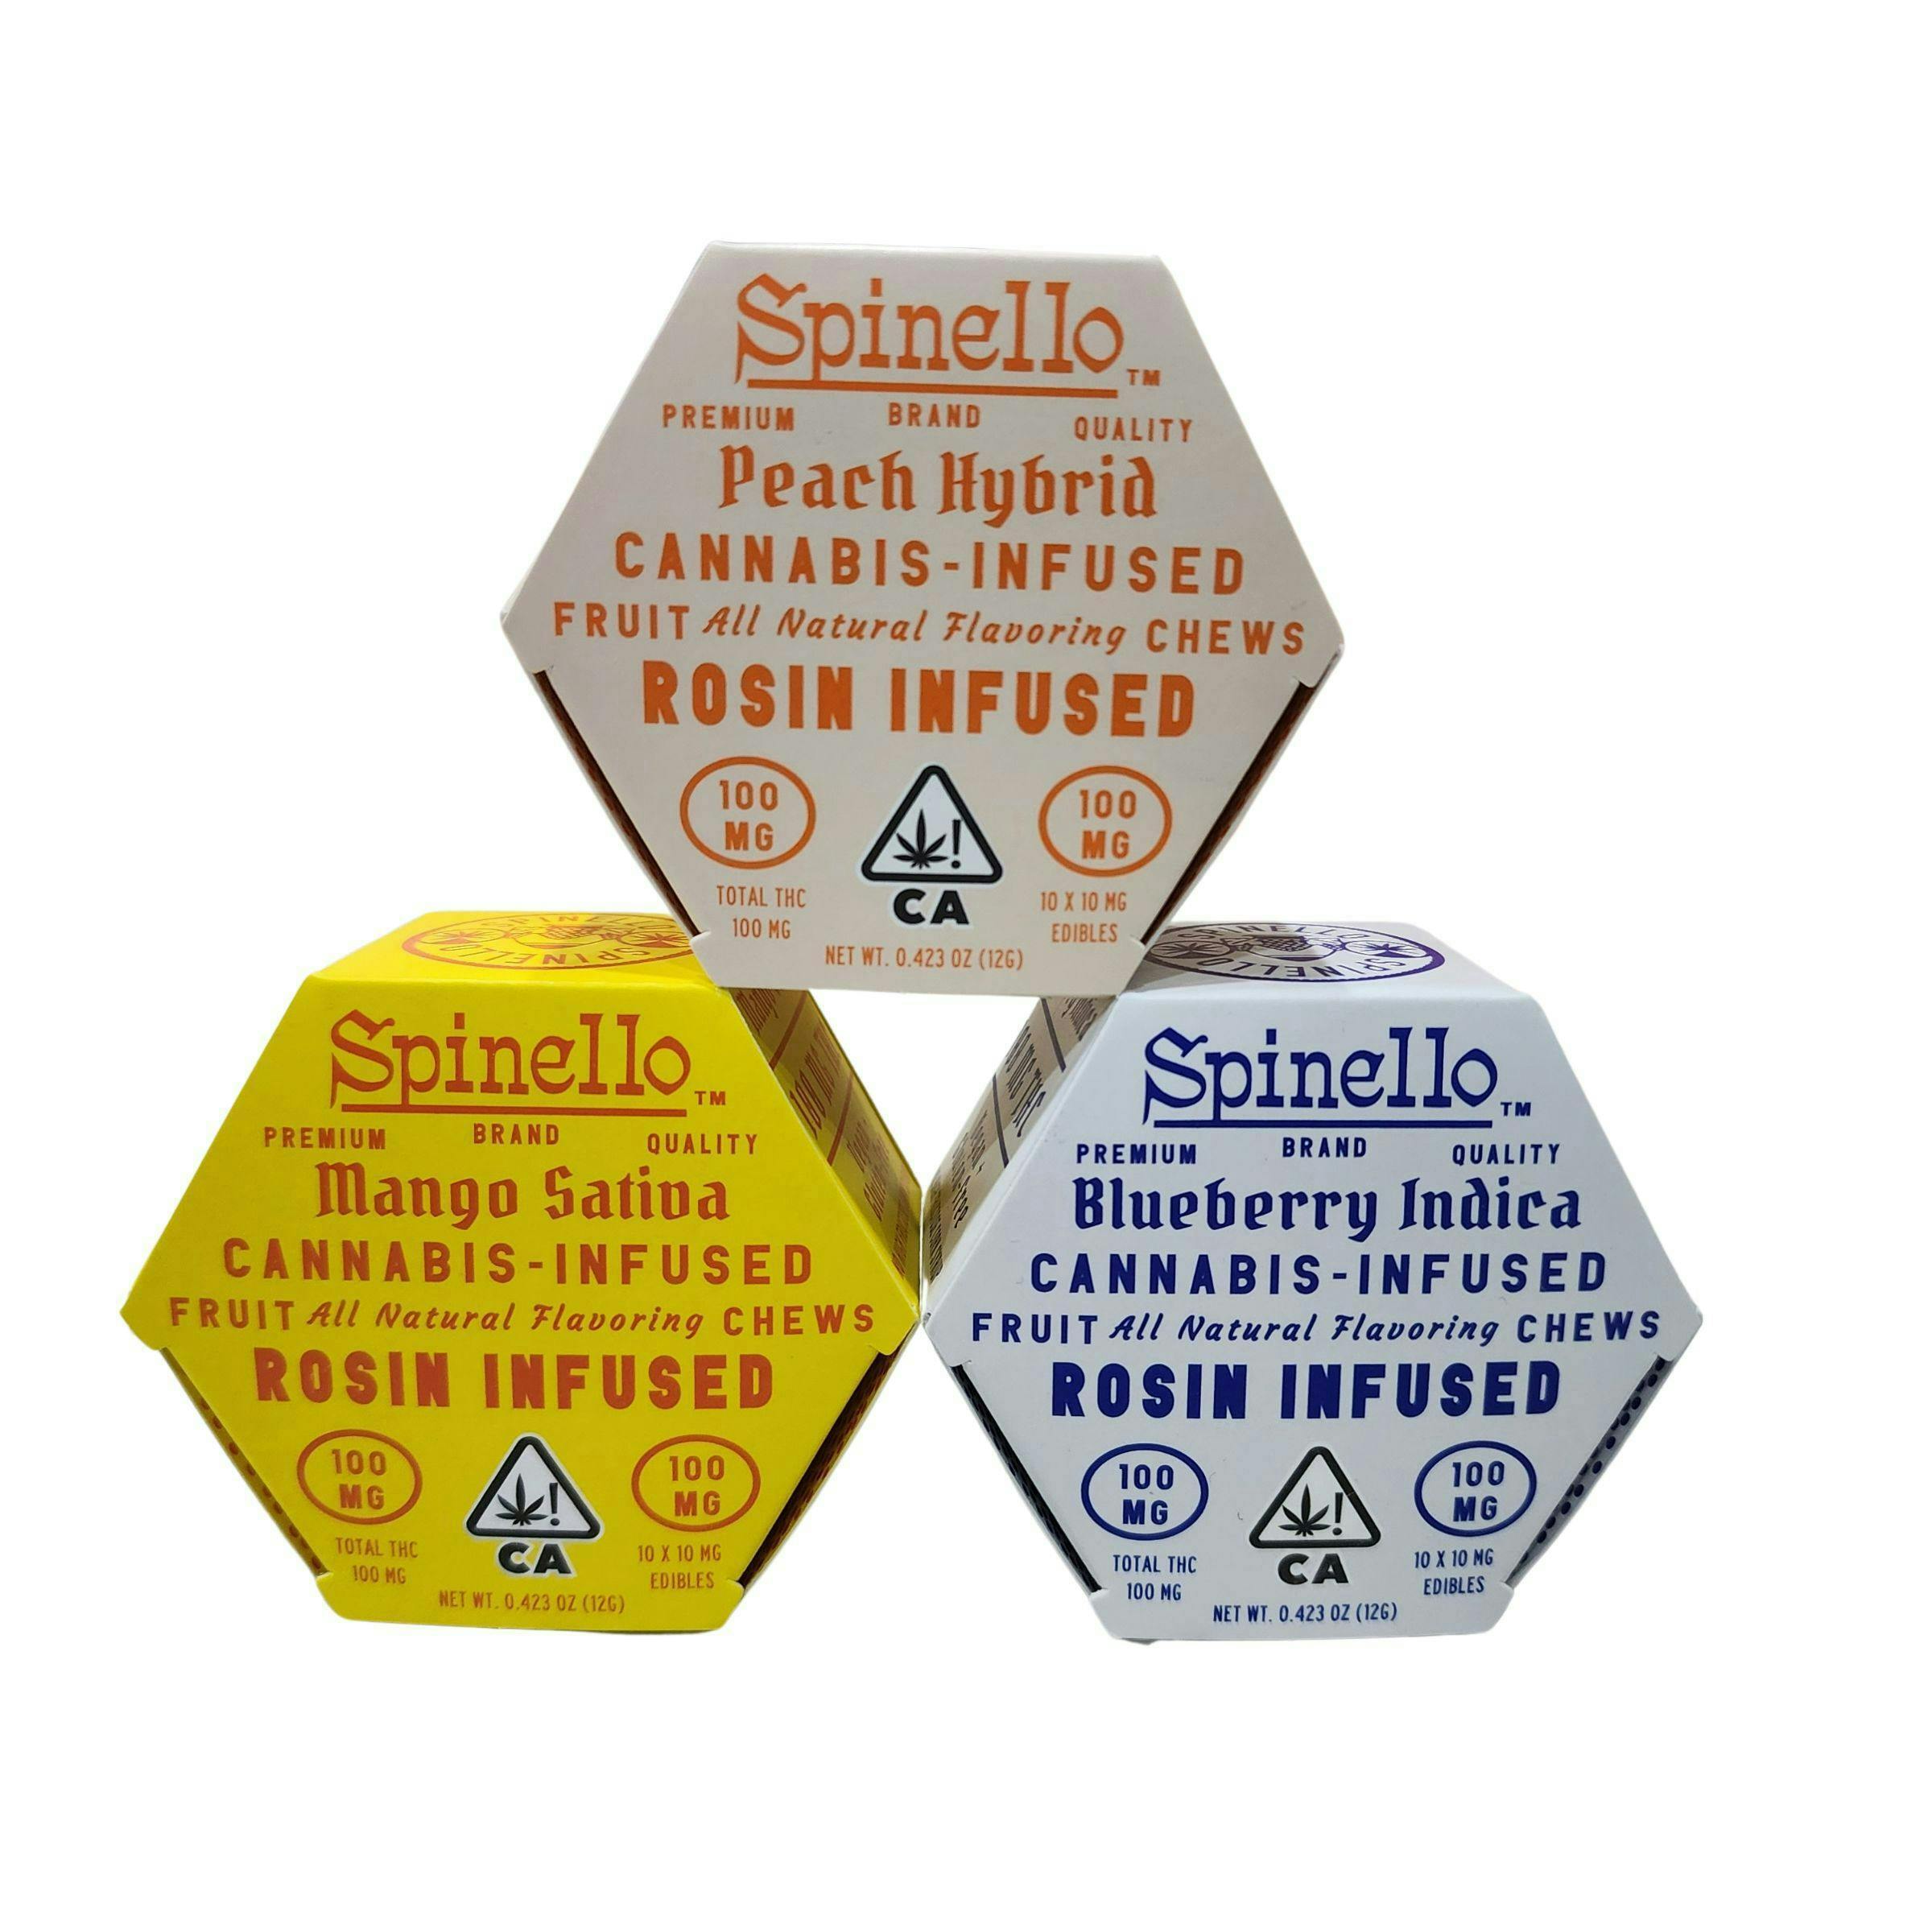 Spinello TM
PREMIUM BRAND QUALITY
Peach Hybrid
CANNABIS-INFUSED
FRUIT All Natural Flavoring CHEWS
ROSIN INFUSED
100 MG
TOTAL THC
100 MG
CA
100 MG
10 X 10 MG
EDIBLES
NET WT. 0.423 OZ (12G)
SPINELLO
SPINELLO
Spinello TM
PREMIUM BRAND QUALITY
Mango Sativa
CANNABIS-INFUSED
FRUIT All Natural Flavoring CHEWS
ROSIN INFUSED
100 MG
TOTAL THC
100 MG
CA
100 MG
10 X 10 MG
EDIBLES
NET WT. 0.423 OZ (12G)
SPINELLO
SPINELLO
Spinello TM
PREMIUM BRAND QUALITY
Blueberry Indica
CANNABIS-INFUSED
FRUIT All Natural Flavoring CHEWS
ROSIN INFUSED
100 MG
TOTAL THC
100 MG
CA
100 MG
10 X 10 MG
EDIBLES
NET WT. 0.423 OZ (12G)